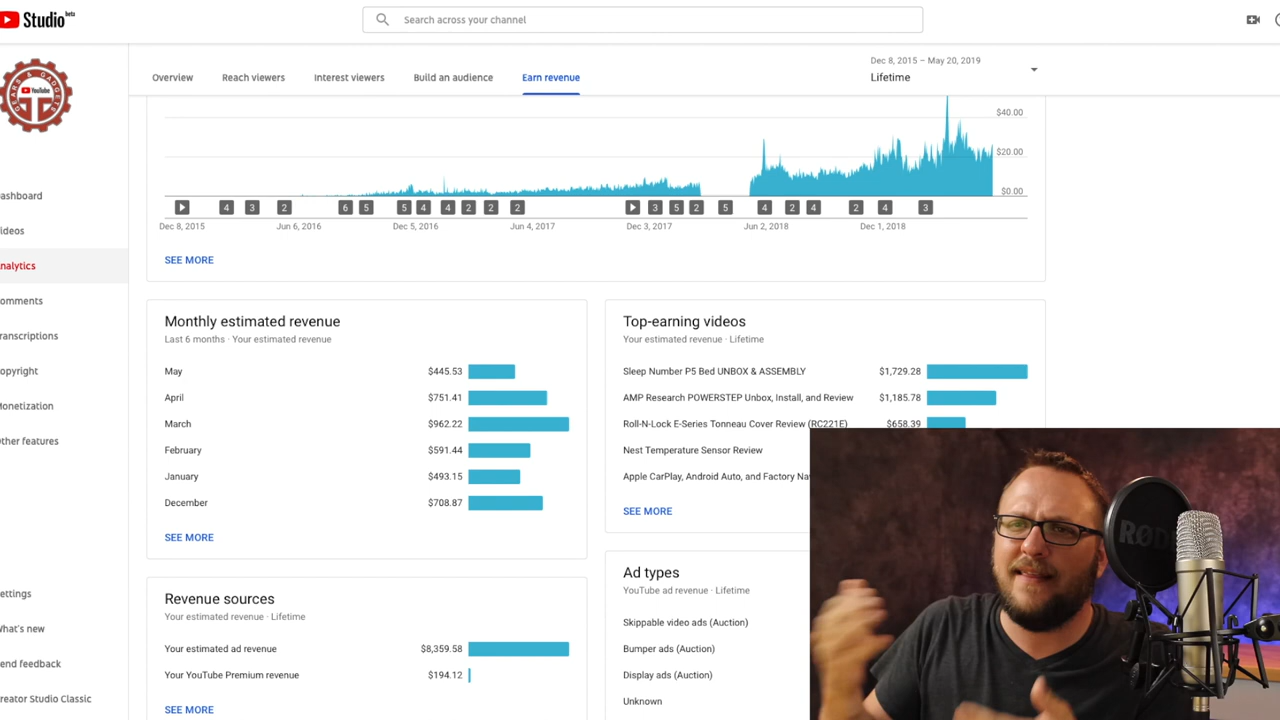 Studio beta
Search across your channel
GEARS & GADGETS
YouTube
Overview
Reach viewers
Interest viewers
Build an audience
Earn revenue
Dec 8, 2015 – May 20, 2019
Lifetime
ashboard
ideos
nalytics
omments
ranscriptions
opyright
onetization
ther features
ettings
hat's new
end feedback
reator Studio Classic
$40.00
$20.00
$0.00
4 3 2 6 5 5 4 4 2 2 2 3 5 2 5 4 2 4 2 4 3
Dec 8, 2015 Jun 6, 2016 Dec 5, 2016 Jun 4, 2017 Dec 3, 2017 Jun 2, 2018 Dec 1, 2018
SEE MORE
Monthly estimated revenue
Last 6 months · Your estimated revenue
May $445.53
April $751.41
March $962.22
February $591.44
January $493.15
December $708.87
SEE MORE
Top-earning videos
Your estimated revenue · Lifetime
Sleep Number P5 Bed UNBOX & ASSEMBLY $1,729.28
AMP Research POWERSTEP Unbox, Install, and Review $1,185.78
Roll-N-Lock E-Series Tonneau Cover Review (RC221E) $658.39
Nest Temperature Sensor Review
Apple CarPlay, Android Auto, and Factory Na
SEE MORE
Revenue sources
Your estimated revenue · Lifetime
Your estimated ad revenue $8,359.58
Your YouTube Premium revenue $194.12
SEE MORE
Ad types
YouTube ad revenue · Lifetime
Skippable video ads (Auction)
Bumper ads (Auction)
Display ads (Auction)
Unknown
RØDE